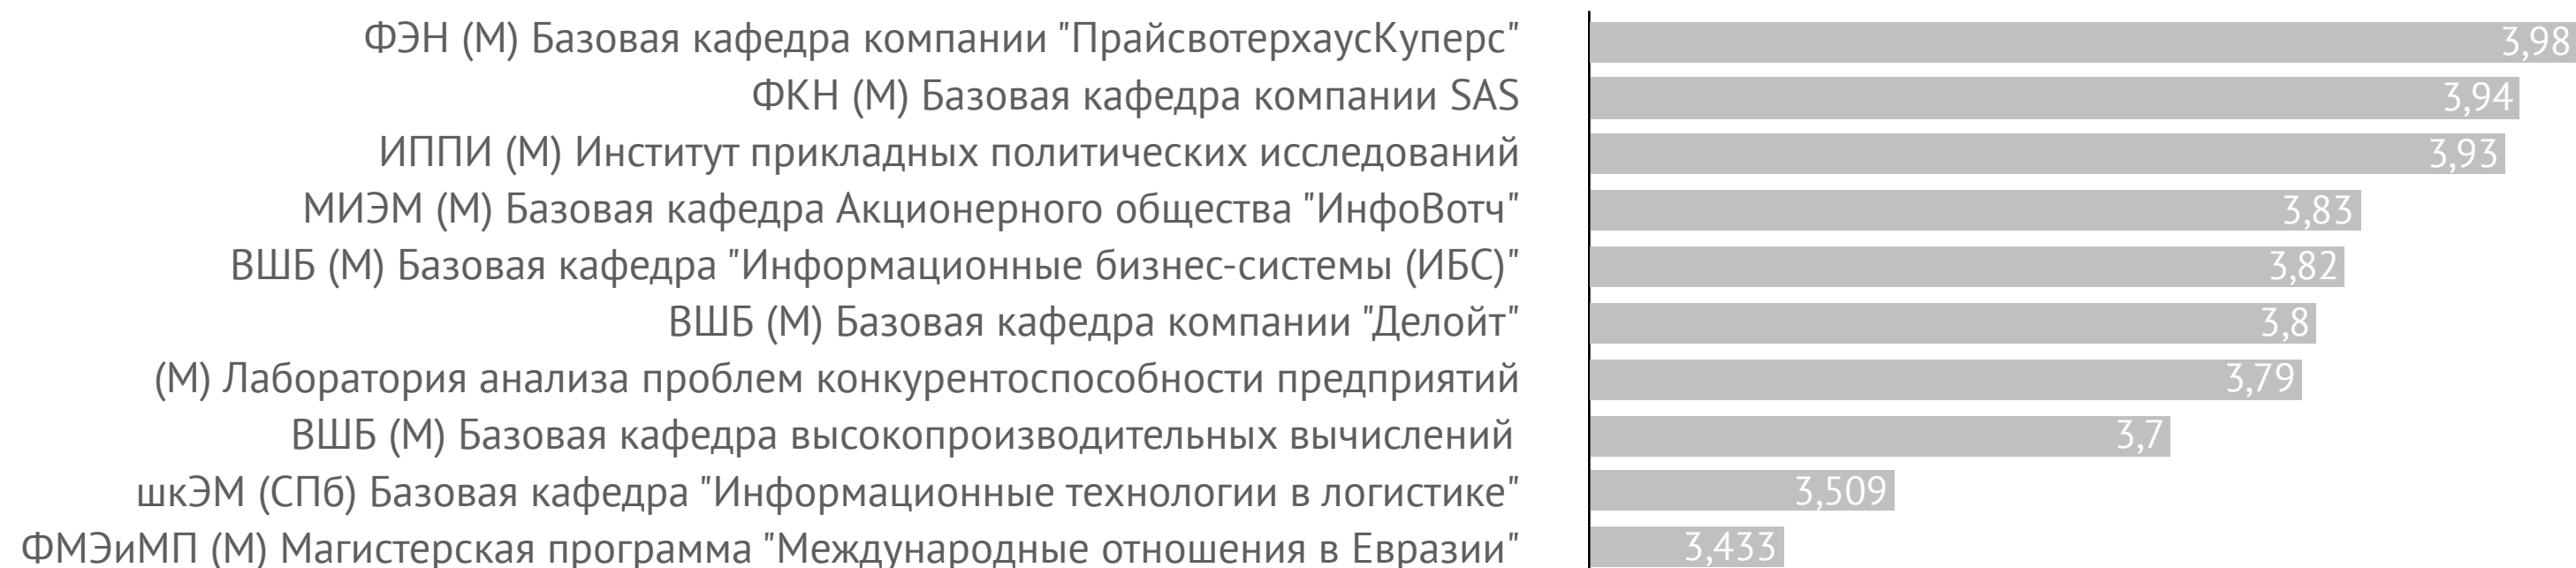 ФЭН (М) Базовая кафедра компании "ПрайсвотерхаусКуперс" 3,98
ФКН (М) Базовая кафедра компании SAS 3,94
ИППИ (М) Институт прикладных политических исследований 3,93
МИЭМ (М) Базовая кафедра Акционерного общества "ИнфоВотч" 3,83
ВШБ (М) Базовая кафедра "Информационные бизнес-системы (ИБС)" 3,82
ВШБ (М) Базовая кафедра компании "Делойт" 3,8
(М) Лаборатория анализа проблем конкурентоспособности предприятий 3,79
ВШБ (М) Базовая кафедра высокопроизводительных вычислений 3,7
шкЭМ (СПб) Базовая кафедра "Информационные технологии в логистике" 3,509
ФМЭиМП (М) Магистерская программа "Международные отношения в Евразии" 3,433